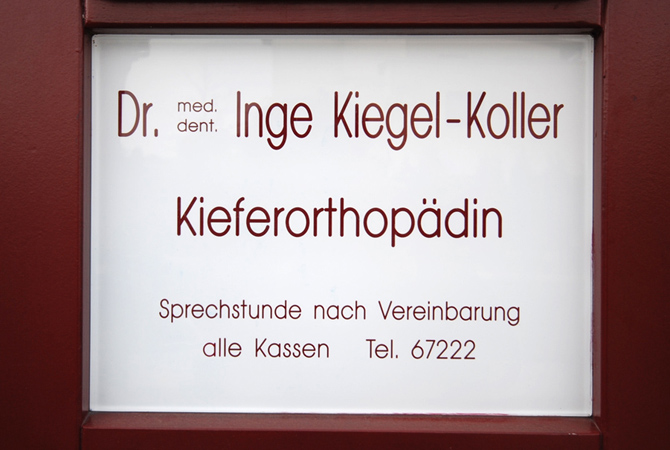 Dr. med. dent. Inge Kiegel-Koller
Kieferorthopädin
Sprechstunde nach Vereinbarung
alle Kassen Tel. 67222